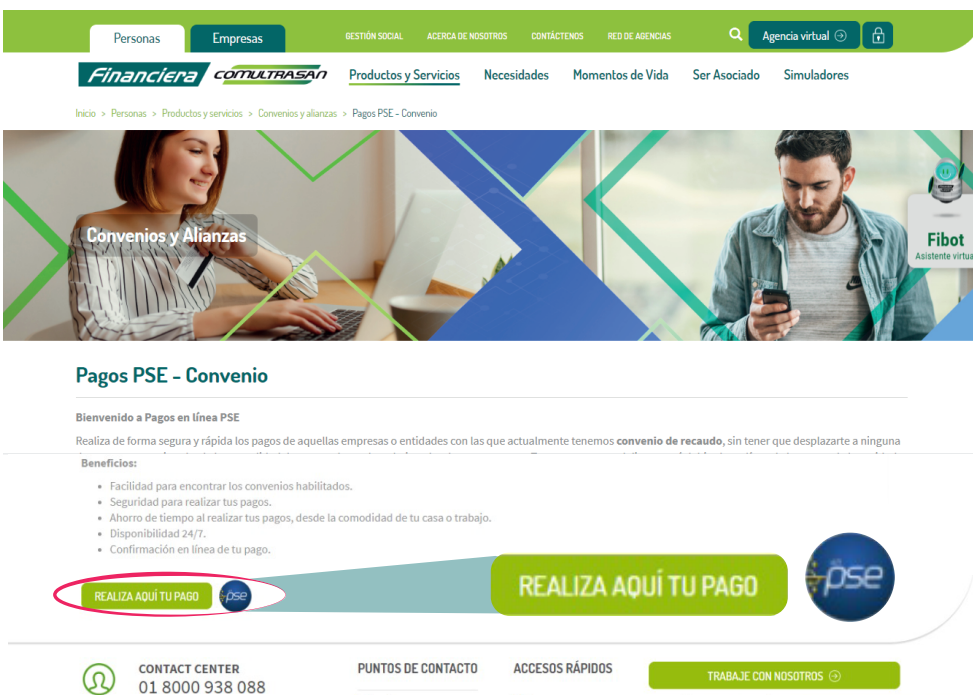 Personas
Empresas
GESTIÓN SOCIAL
ACERCA DE NOSOTROS
CONTÁCTENOS
RED DE AGENCIAS
Agencia virtual
Financiera COMULTRASAN
Productos y Servicios
Necesidades
Momentos de Vida
Ser Asociado
Simuladores
Inicio > Personas > Productos y servicios > Convenios y alianzas > Pagos PSE - Convenio
Convenios y Alianzas
Fibot
Asistente virtua
Pagos PSE - Convenio
Bienvenido a Pagos en línea PSE
Realiza de forma segura y rápida los pagos de aquellas empresas o entidades con las que actualmente tenemos convenio de recaudo, sin tener que desplazarte a ninguna
Beneficios:
• Facilidad para encontrar los convenios habilitados.
• Seguridad para realizar tus pagos.
• Ahorro de tiempo al realizar tus pagos, desde la comodidad de tu casa o trabajo.
• Disponibilidad 24/7.
• Confirmación en línea de tu pago.
REALIZA AQUÍ TU PAGO
pse
REALIZA AQUÍ TU PAGO
pse
CONTACT CENTER
01 8000 938 088
PUNTOS DE CONTACTO
ACCESOS RÁPIDOS
TRABAJE CON NOSOTROS